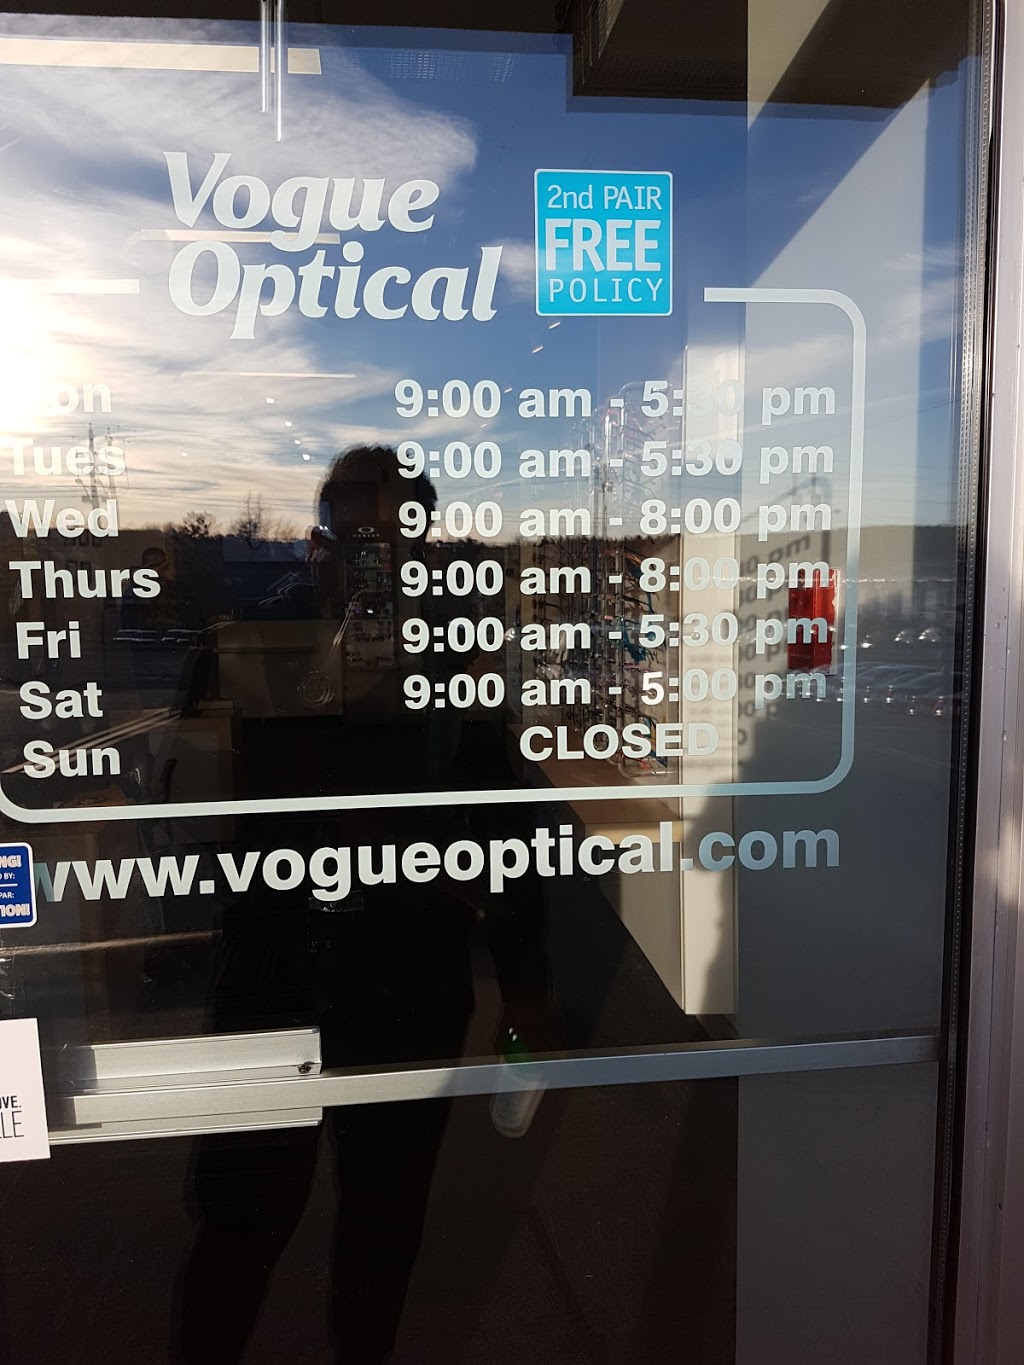 Vogue
Optical
2nd PAIR
FREE
POLICY
Mon 9:00 am - 5:30 pm
Tues 9:00 am - 5:30 pm
Wed 9:00 am - 8:00 pm
Thurs 9:00 am - 8:00 pm
Fri 9:00 am - 5:30 pm
Sat 9:00 am - 5:00 pm
Sun CLOSED
www.vogueoptical.com
OAKLEY